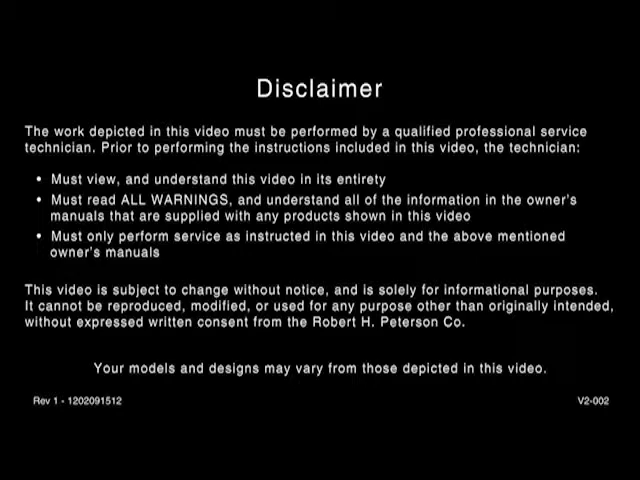 Disclaimer
The work depicted in this video must be performed by a qualified professional service
technician. Prior to performing the instructions included in this video, the technician:
• Must view, and understand this video in its entirety
• Must read ALL WARNINGS, and understand all of the information in the owner's
manuals that are supplied with any products shown in this video
• Must only perform service as instructed in this video and the above mentioned
owner's manuals
This video is subject to change without notice, and is solely for informational purposes.
It cannot be reproduced, modified, or used for any purpose other than originally intended,
without expressed written consent from the Robert H. Peterson Co.
Your models and designs may vary from those depicted in this video.
Rev 1 - 1202091512
V2-002